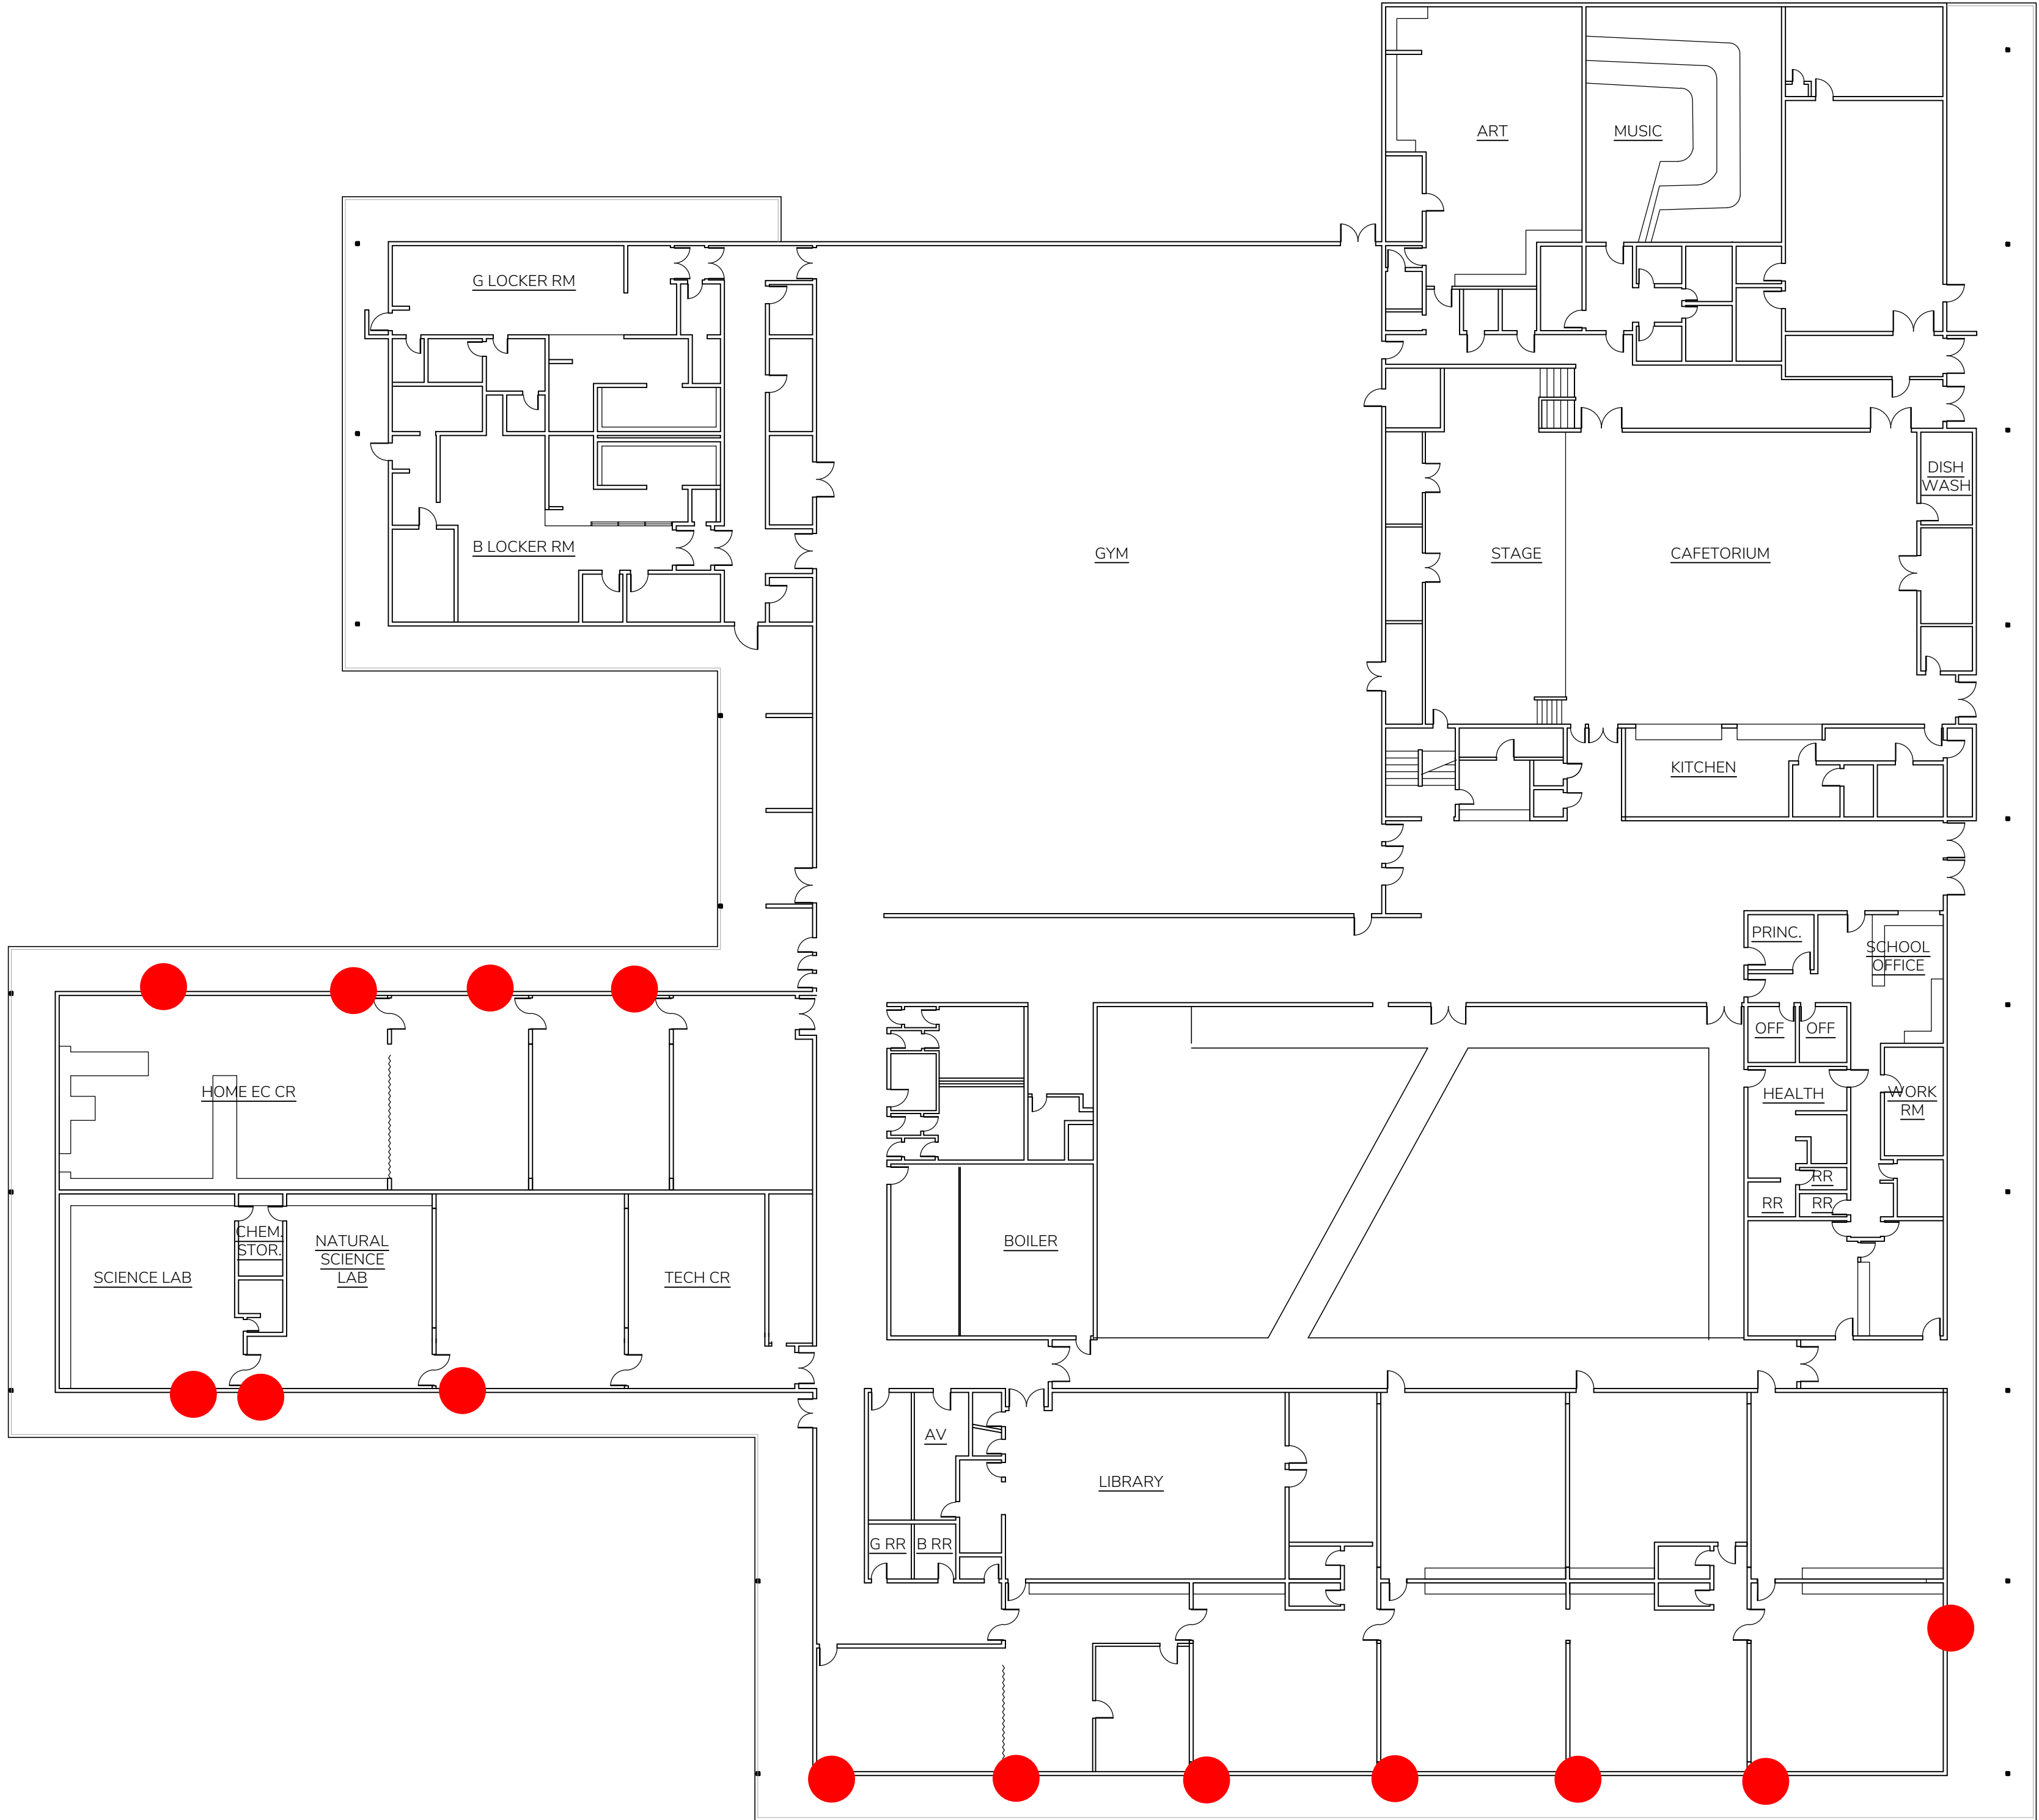 ART
MUSIC
G LOCKER RM
DISH
WASH
B LOCKER RM
GYM
STAGE
CAFETORIUM
KITCHEN
PRINC.
SCHOOL
OFFICE
OFF
OFF
HOME EC CR
HEALTH
WORK
RM
RR
RR
RR
CHEM.
STOR.
NATURAL
SCIENCE
LAB
BOILER
SCIENCE LAB
TECH CR
AV
LIBRARY
G RR
B RR